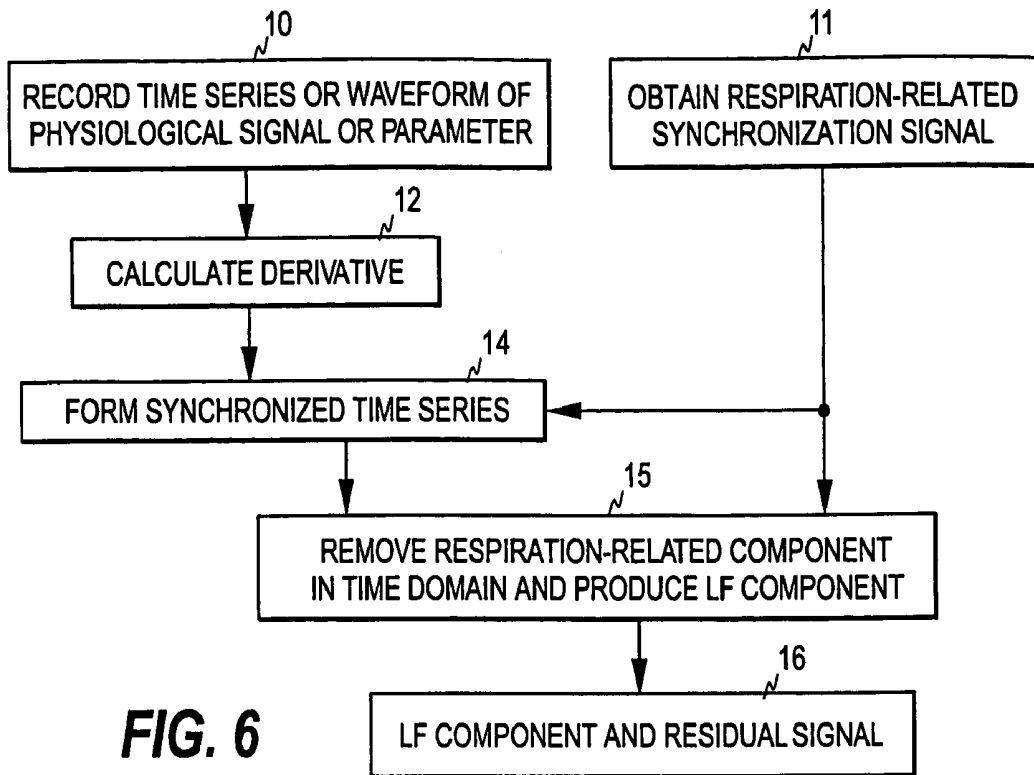 10
RECORD TIME SERIES OR WAVEFORM OF
PHYSIOLOGICAL SIGNAL OR PARAMETER
11
OBTAIN RESPIRATION-RELATED
SYNCHRONIZATION SIGNAL
12
CALCULATE DERIVATIVE
14
FORM SYNCHRONIZED TIME SERIES
15
REMOVE RESPIRATION-RELATED COMPONENT
IN TIME DOMAIN AND PRODUCE LF COMPONENT
16
LF COMPONENT AND RESIDUAL SIGNAL
FIG. 6